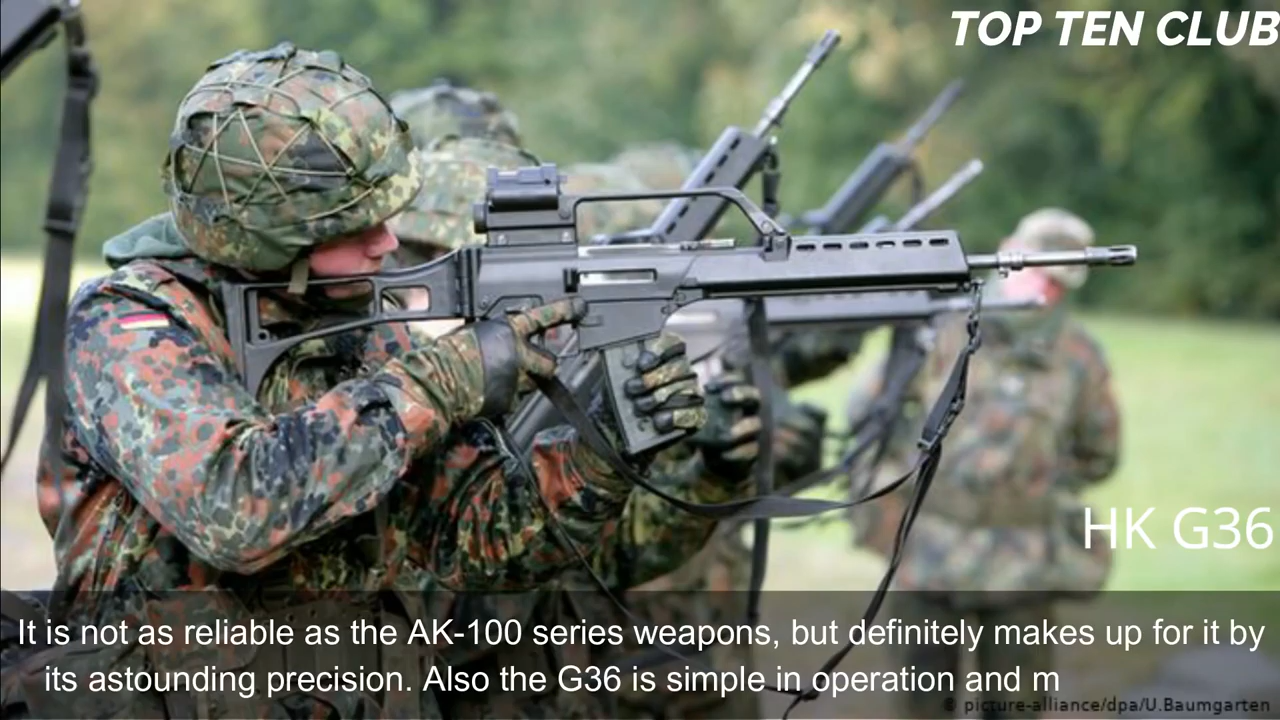 TOP TEN CLUB
HK G36
It is not as reliable as the AK-100 series weapons, but definitely makes up for it by
its astounding precision. Also the G36 is simple in operation and m
© picture-alliance/dpa/U.Baumgarten